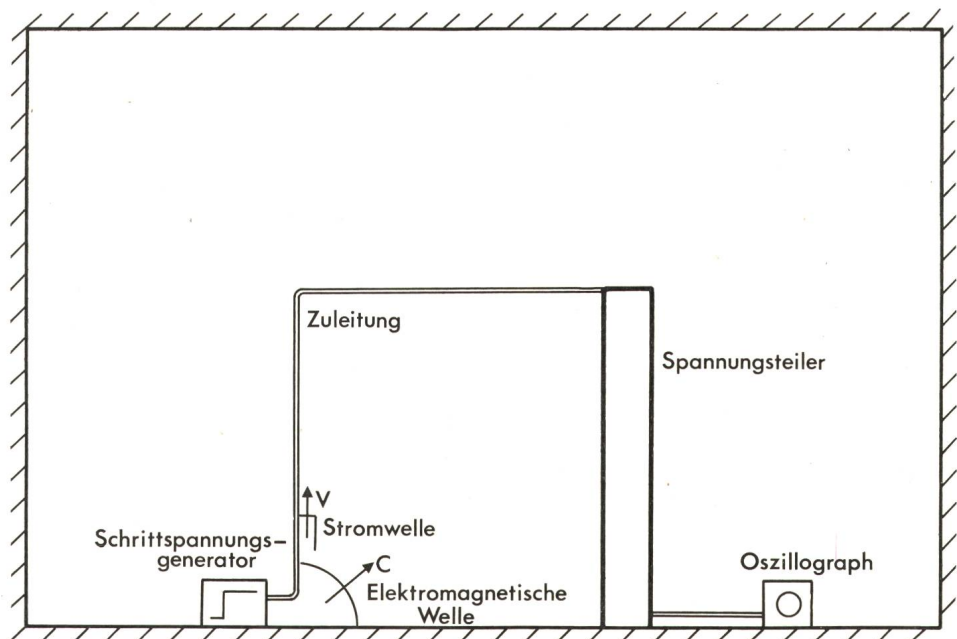 Zuleitung
Spannungsteiler
V
Stromwelle
Schrittspannungs-
generator
C
Elektromagnetische
Welle
Oszillograph